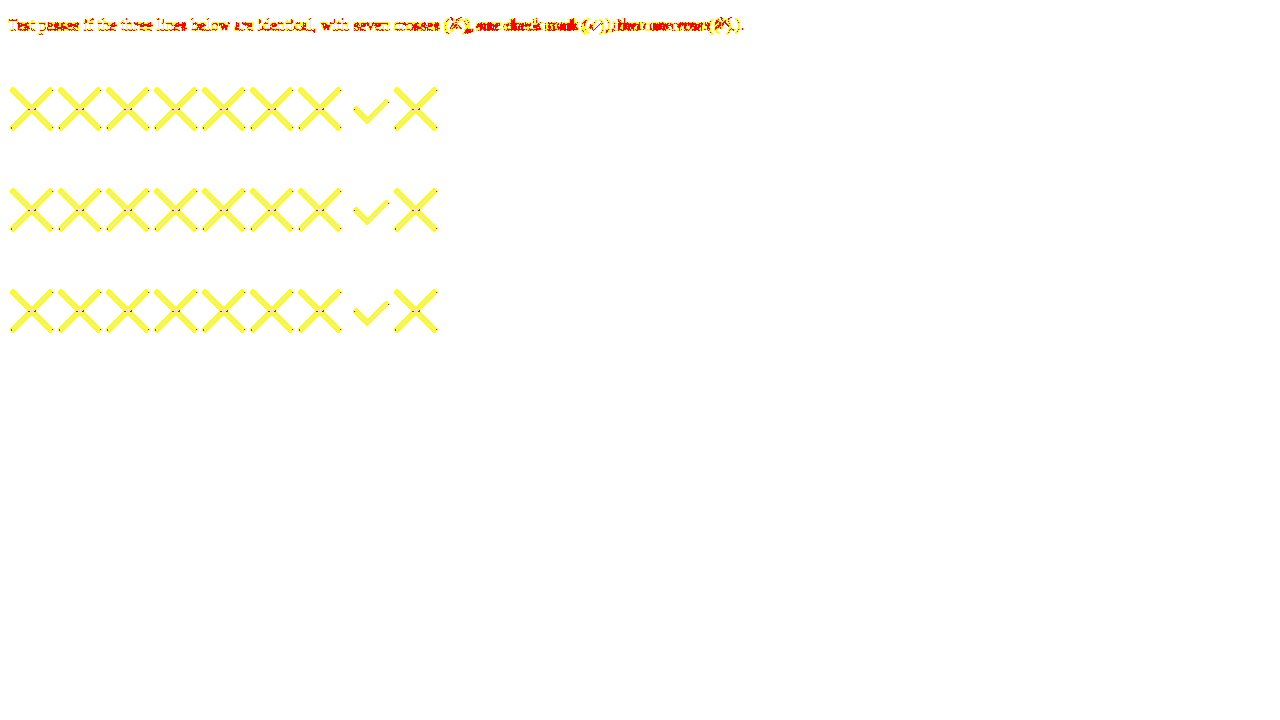 Test passes if the three lines below are identical, with seven crosses (╳), one check mark (✓), then one cross (╳).
╳╳╳╳╳╳╳✓╳
╳╳╳╳╳╳╳✓╳
╳╳╳╳╳╳╳✓╳